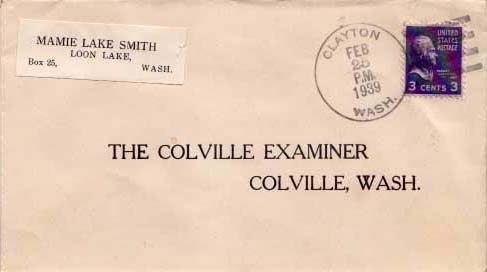 MAMIE LAKE SMITH
LOON LAKE,
Box 25, WASH.
CLAYTON
FEB
25
P.M.
1939
WASH.
UNITED
STATES
POSTAGE
3 CENTS 3
THE COLVILLE EXAMINER
COLVILLE, WASH.